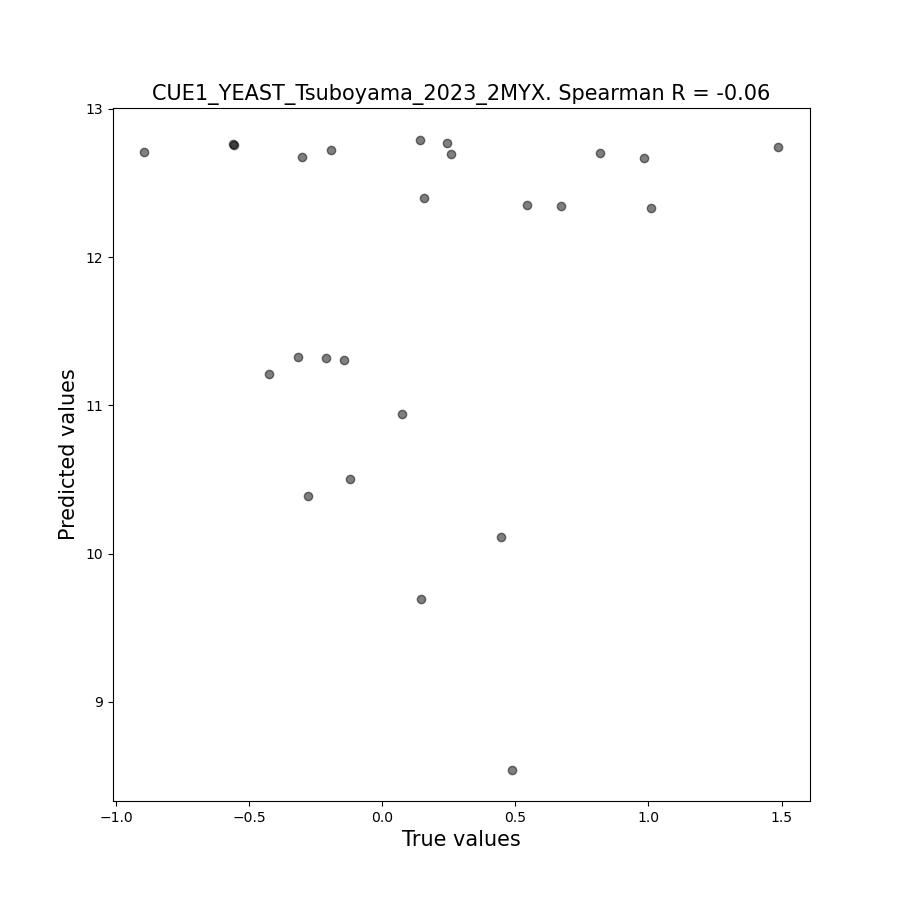 CUE1_YEAST_Tsuboyama_2023_2MYX. Spearman R = -0.06
13
12
11
10
9
Predicted values
−1.0 −0.5 0.0 0.5 1.0 1.5
True values